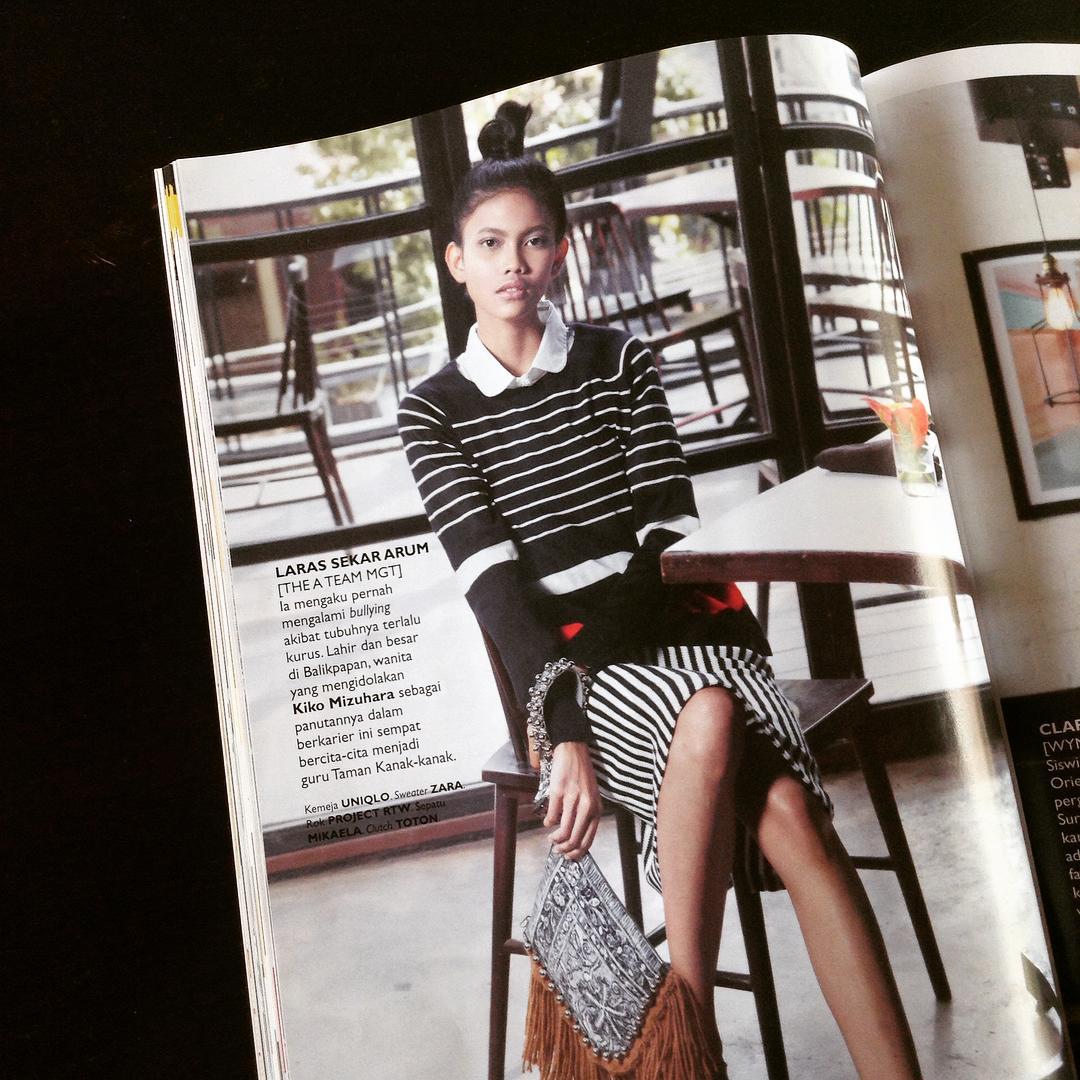 LARAS SEKAR ARUM
[THE A TEAM MGT]
Ia mengaku pernah
mengalami bullying
akibat tubuhnya terlalu
kurus. Lahir dan besar
di Balikpapan, wanita
yang mengidolakan
Kiko Mizuhara sebagai
panutannya dalam
berkarier ini sempat
bercita-cita menjadi
guru Taman Kanak-kanak.
Kemeja UNIQLO. Sweater ZARA.
Rok PROJECT RTW. Sepatu
MIKAELA. Clutch TOTON.